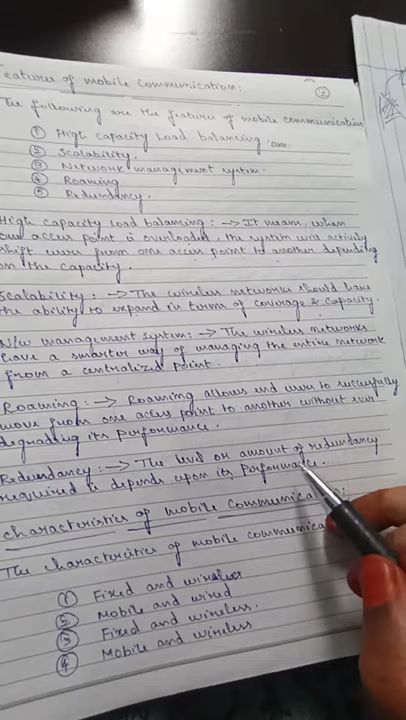 Features of mobile communication:
②
The following are the features of mobile communication
① High capacity Load balancing. Date:
② Scalability.
③ Network management system.
④ Roaming
⑤ Redundancy.
High capacity Load balancing: -> It means, when
one access point is overloaded, the system will actively
shift users from one access point to another depending
on the capacity.
Scalability: -> The wireless networks should have
the ability to expand in terms of coverage & capacity.
N/w management system: -> The wireless networks
have a smarter way of managing the entire network
from a centralized point.
Roaming: -> Roaming allows end user to successfully
move from one access point to another without ever
degrading its performance.
Redundancy: -> The level or amount of redundancy
required is depends upon its performance.
characteristics of mobile communication:
The characteristics of mobile communication
① Fixed and wired
② Mobile and wired
③ Fixed and wireless.
④ Mobile and wireless